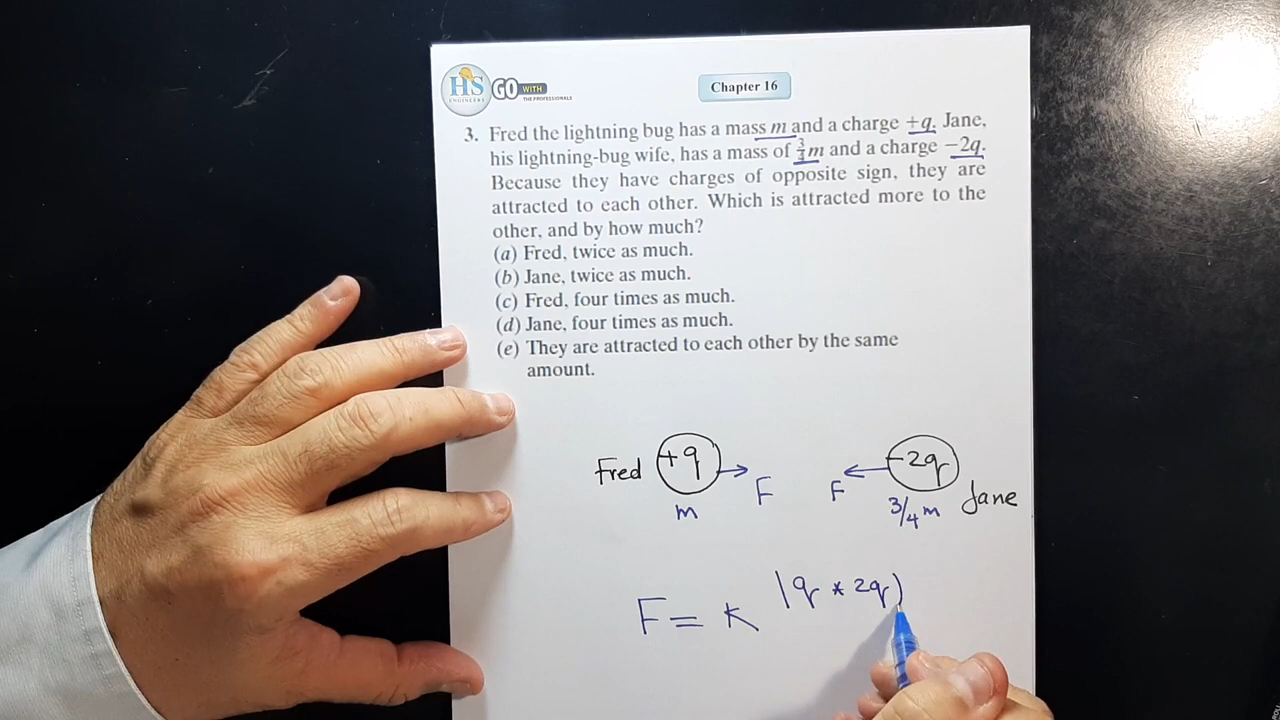 HS
ENGINEERS
GO WITH
THE PROFESSIONALS
Chapter 16
3. Fred the lightning bug has a mass m and a charge +q. Jane,
his lightning-bug wife, has a mass of 3/4 m and a charge −2q.
Because they have charges of opposite sign, they are
attracted to each other. Which is attracted more to the
other, and by how much?
(a) Fred, twice as much.
(b) Jane, twice as much.
(c) Fred, four times as much.
(d) Jane, four times as much.
(e) They are attracted to each other by the same
amount.
Fred +q F F -2q Jane
m 3/4 m
F = K |q * 2q|